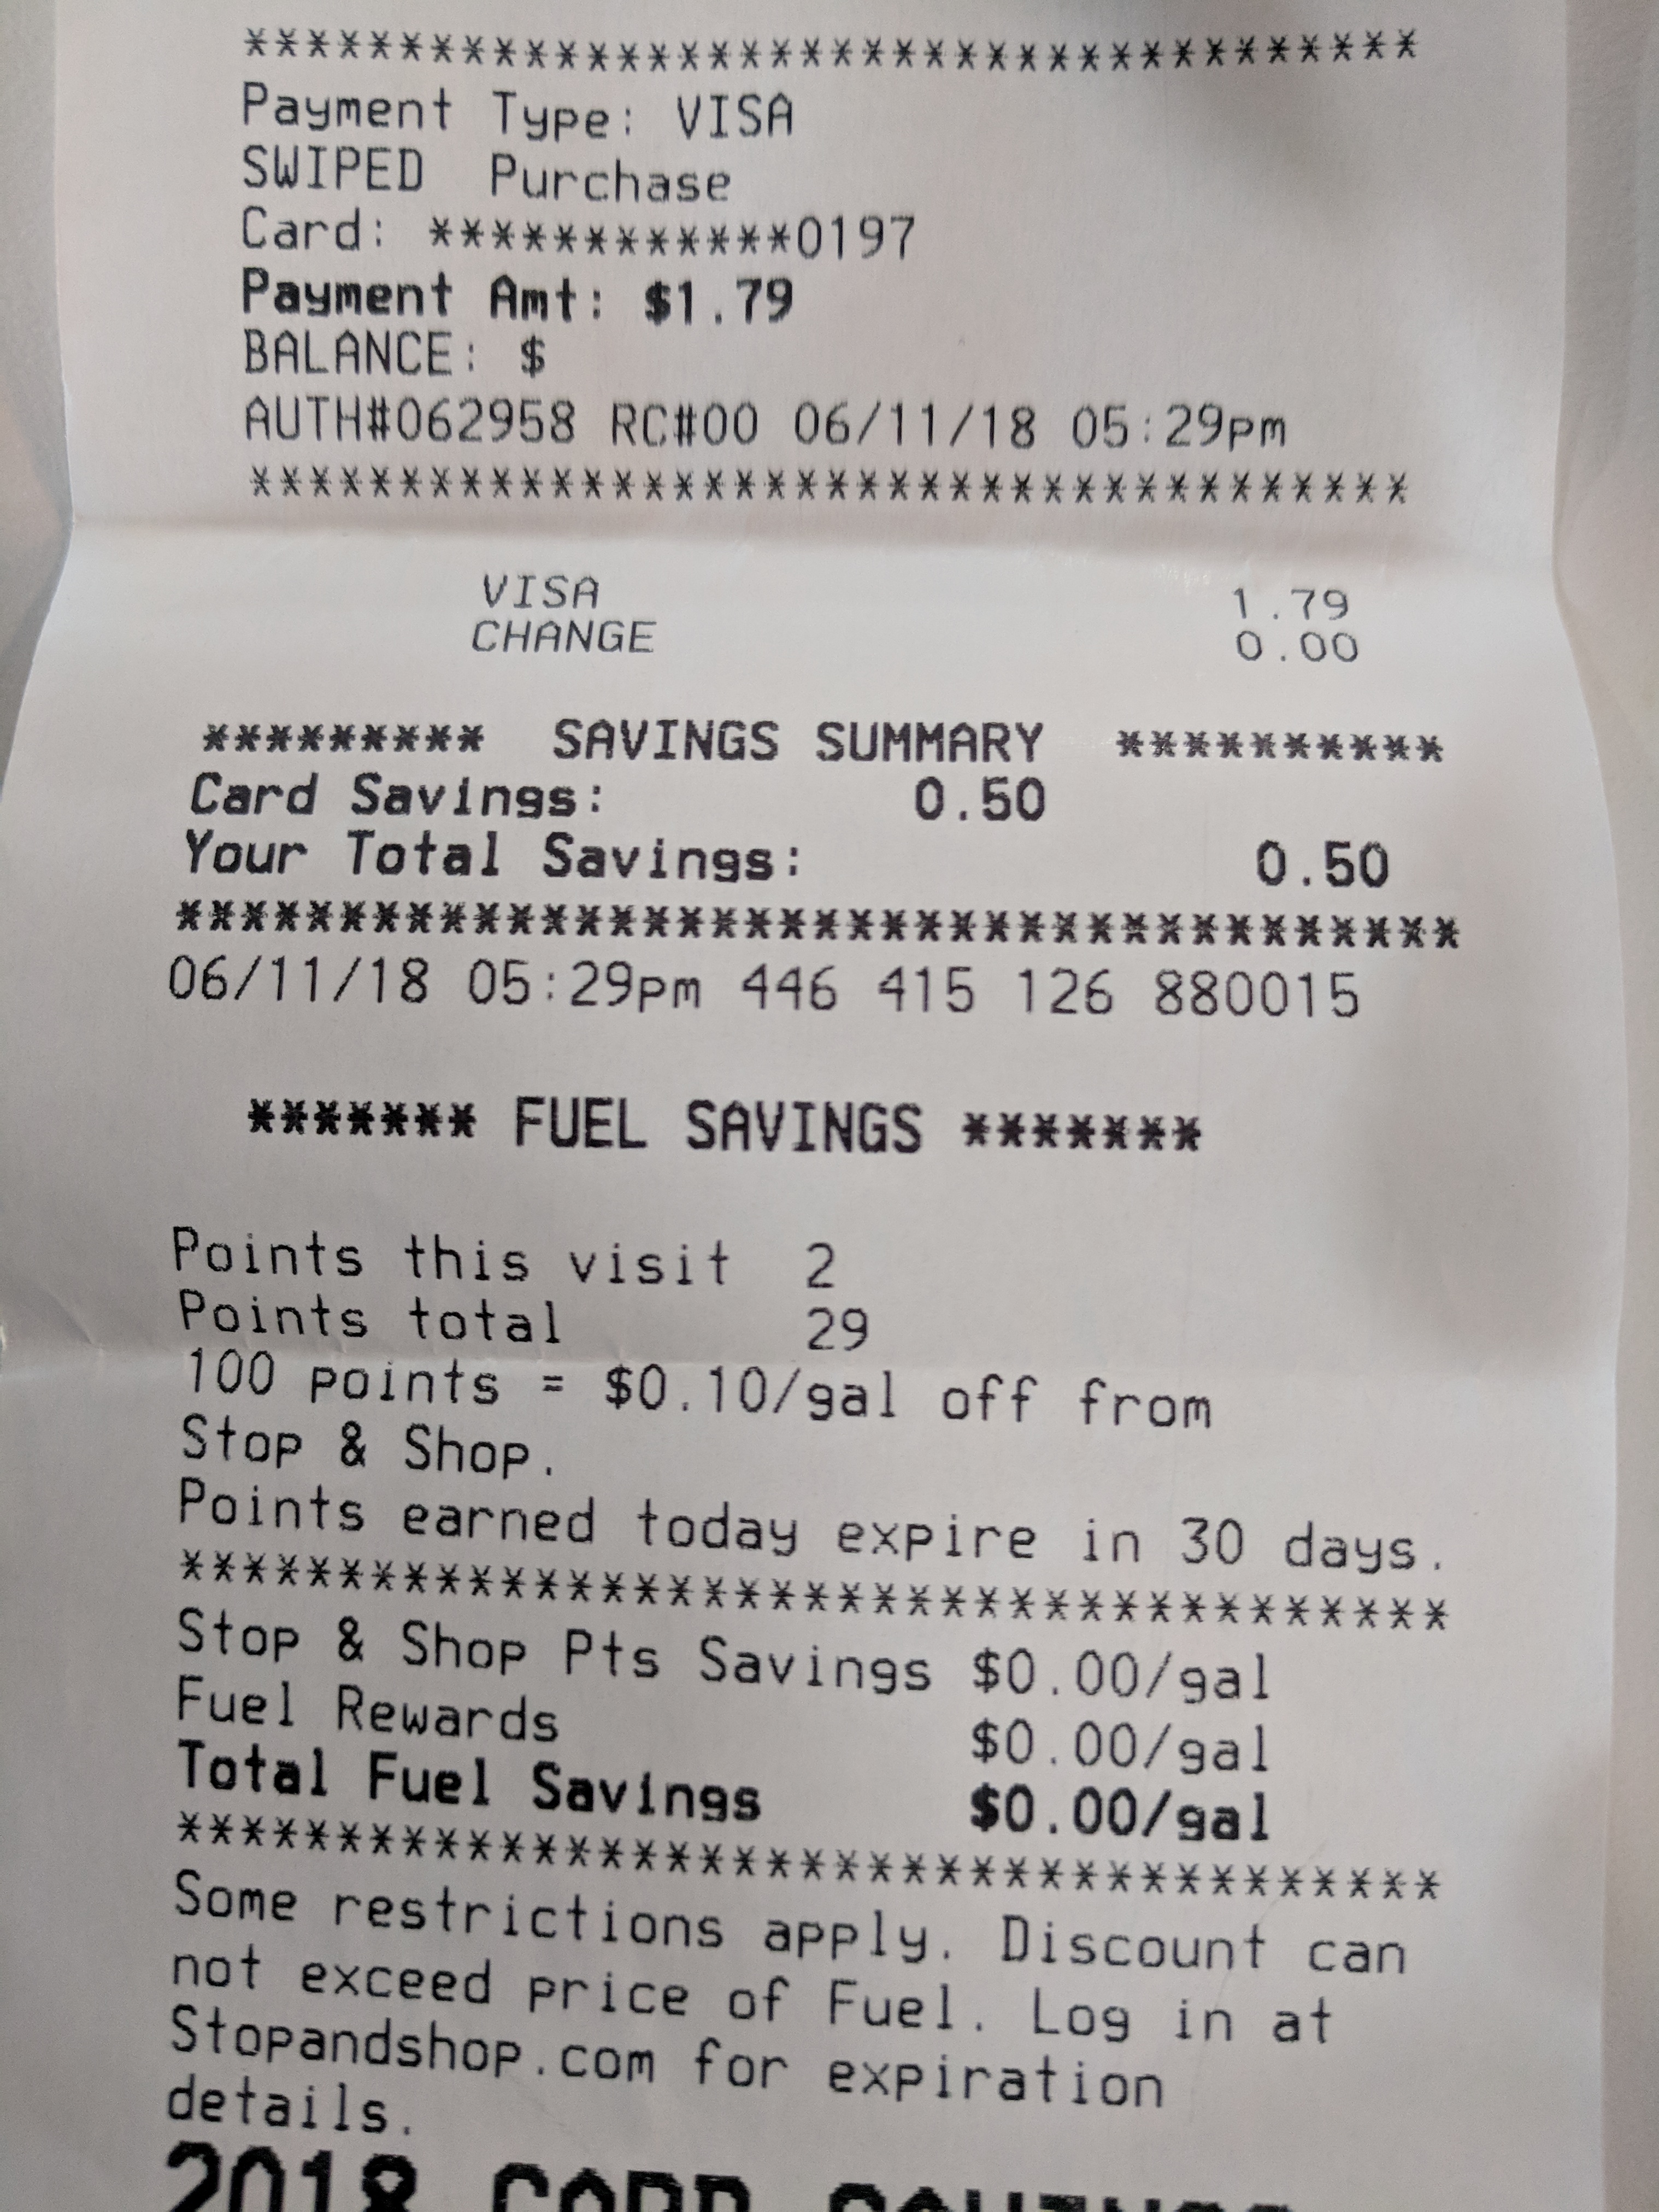 **************************************
Payment Type: VISA
SWIPED  Purchase
Card: ************0197
Payment Amt: $1.79
BALANCE: $
AUTH#062958 RC#00 06/11/18 05:29pm
**************************************
VISA 1.79
CHANGE 0.00
********* SAVINGS SUMMARY **********
Card Savings: 0.50
Your Total Savings: 0.50
**************************************
06/11/18 05:29pm 446 415 126 880015
******* FUEL SAVINGS *******
Points this visit 2
Points total 29
100 points = $0.10/gal off from
Stop & Shop.
Points earned today expire in 30 days.
**************************************
Stop & Shop Pts Savings $0.00/gal
Fuel Rewards $0.00/gal
Total Fuel Savings $0.00/gal
**************************************
Some restrictions apply. Discount can
not exceed price of Fuel. Log in at
Stopandshop.com for expiration
details.
2018 CARD SAVINGS